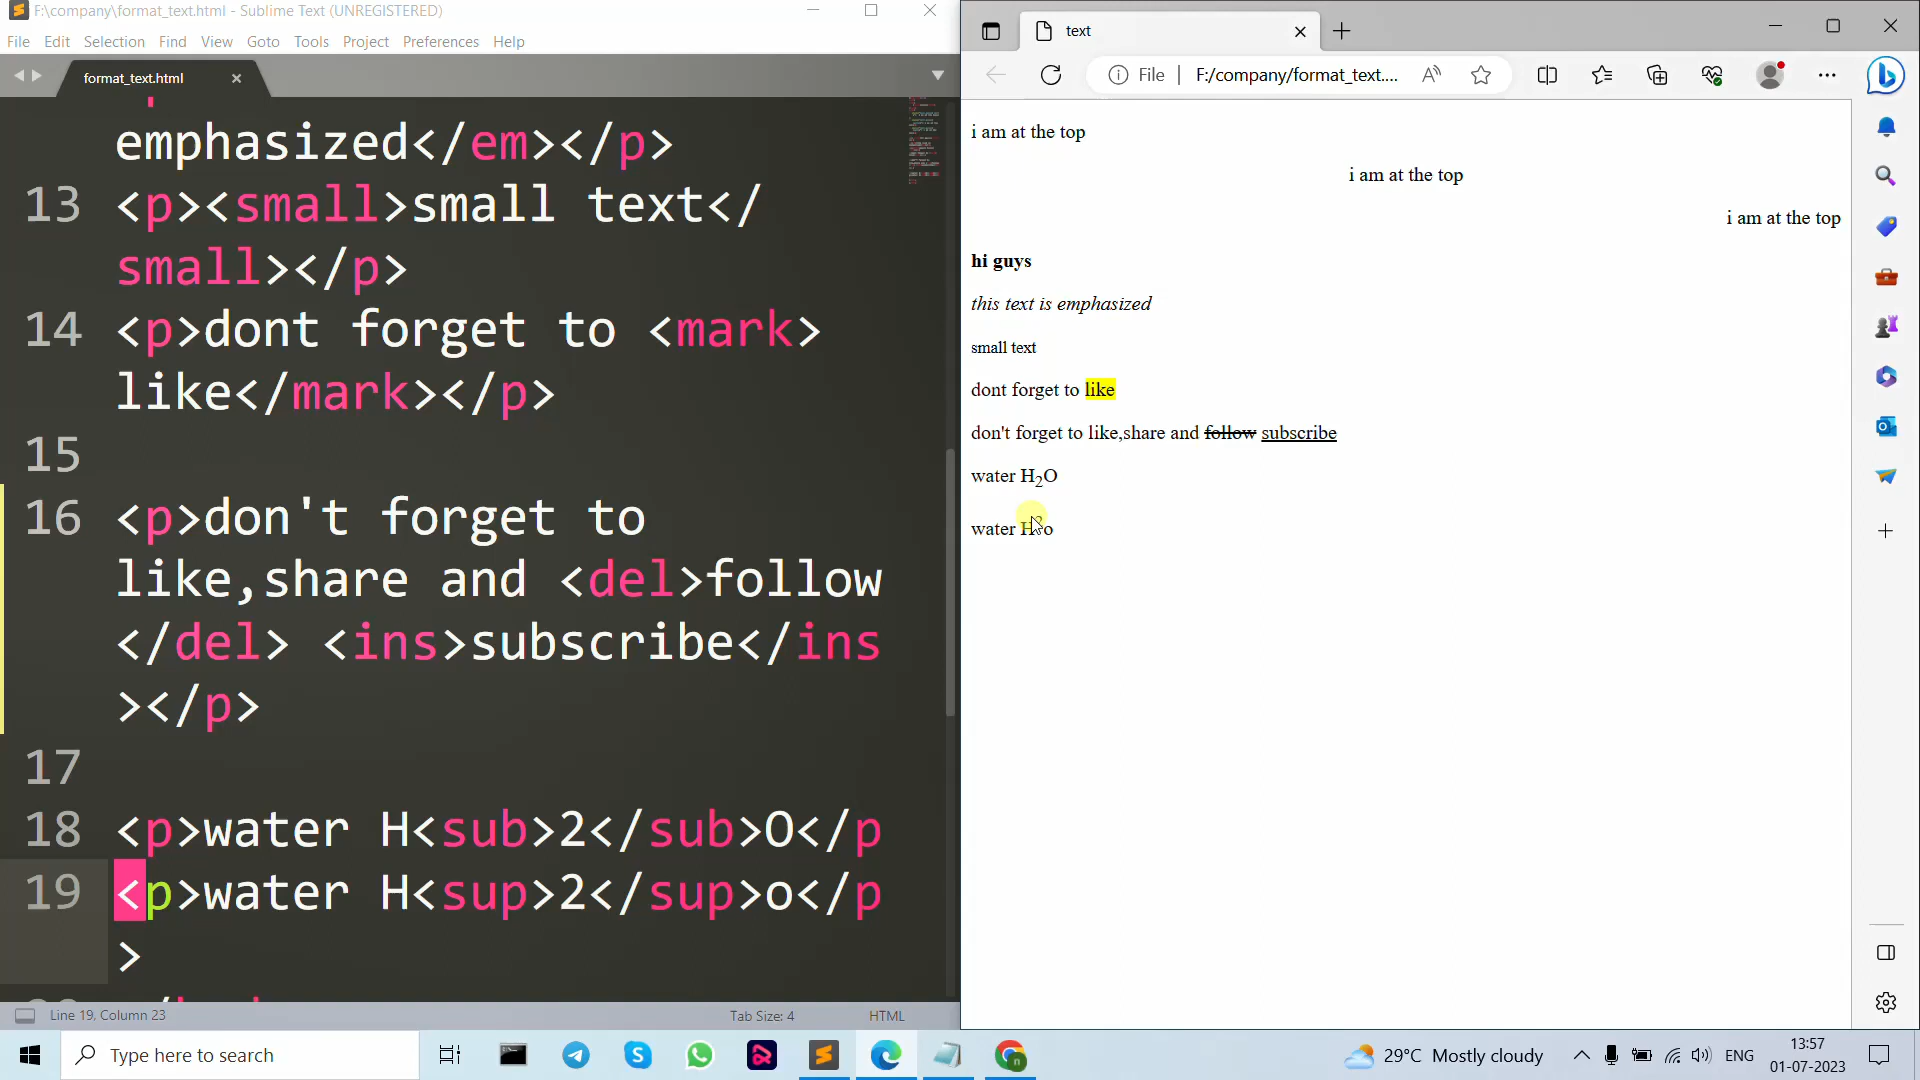 F:\company\format_text.html - Sublime Text (UNREGISTERED)
File Edit Selection Find View Goto Tools Project Preferences Help
format_text.html
emphasized</em></p>
13 <p><small>small text</
small></p>
14 <p>dont forget to <mark>
like</mark></p>
15
16 <p>don't forget to
like,share and <del>follow
</del> <ins>subscribe</ins
></p>
17
18 <p>water H<sub>2</sub>O</p
19 <p>water H<sup>2</sup>o</p
>
Line 19, Column 23 Tab Size: 4 HTML
text
File F:/company/format_text....
i am at the top
i am at the top
i am at the top
hi guys
this text is emphasized
small text
dont forget to like
don't forget to like,share and follow subscribe
water H2O
water H2o
Type here to search
29°C Mostly cloudy
ENG
13:57
01-07-2023